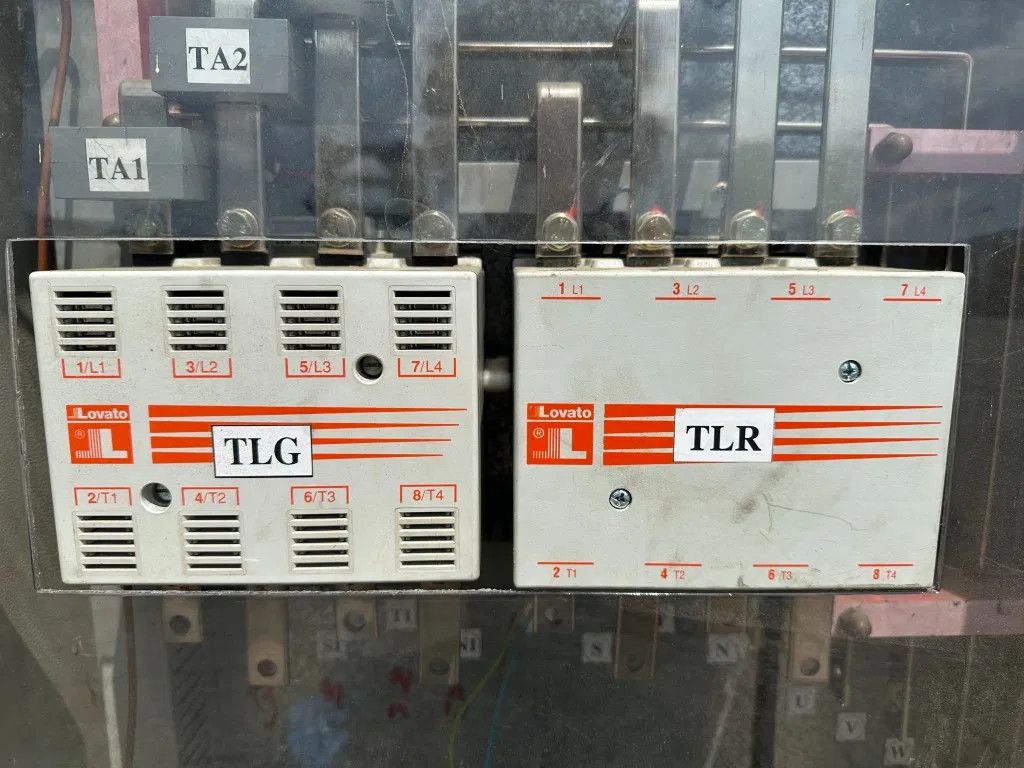 TA2
TA1
1/L1 3/L2 5/L3 7/L4
Lovato
®
TLG
2/T1 4/T2 6/T3 8/T4
1 L1 3 L2 5 L3 7 L4
Lovato
®
TLR
2 T1 4 T2 6 T3 8 T4
T1
S
N
U
V
W